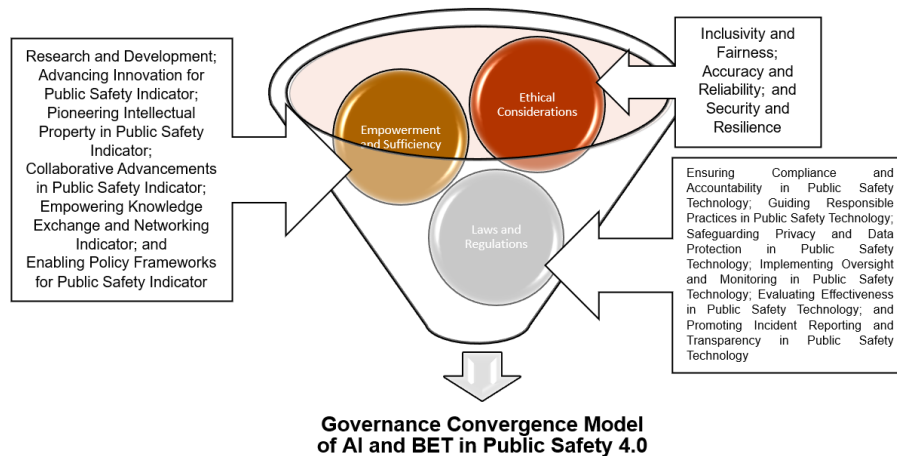 Research and Development;
Advancing Innovation for
Public Safety Indicator;
Pioneering Intellectual
Property in Public Safety
Indicator;
Collaborative Advancements
in Public Safety Indicator;
Empowering Knowledge
Exchange and Networking
Indicator; and
Enabling Policy Frameworks
for Public Safety Indicator
Empowerment
and Sufficiency
Ethical
Considerations
Laws and
Regulations
Inclusivity and
Fairness;
Accuracy and
Reliability; and
Security and
Resilience
Ensuring Compliance and
Accountability in Public Safety
Technology; Guiding Responsible
Practices in Public Safety Technology;
Safeguarding Privacy and Data
Protection in Public Safety
Technology; Implementing Oversight
and Monitoring in Public Safety
Technology; Evaluating Effectiveness
in Public Safety Technology; and
Promoting Incident Reporting and
Transparency in Public Safety
Technology
Governance Convergence Model
of AI and BET in Public Safety 4.0